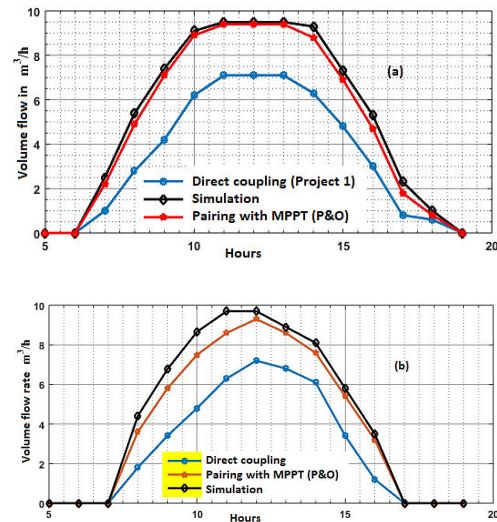 10
8
6
4
2
0
Volume flow in m³/h
(a)
Direct coupling (Project 1)
Simulation
Pairing with MPPT (P&O)
5
10
15
20
Hours
10
8
6
4
2
0
Volume flow rate m³/h
(b)
Direct coupling
Pairing with MPPT (P&O)
Simulation
5
10
15
20
Hours